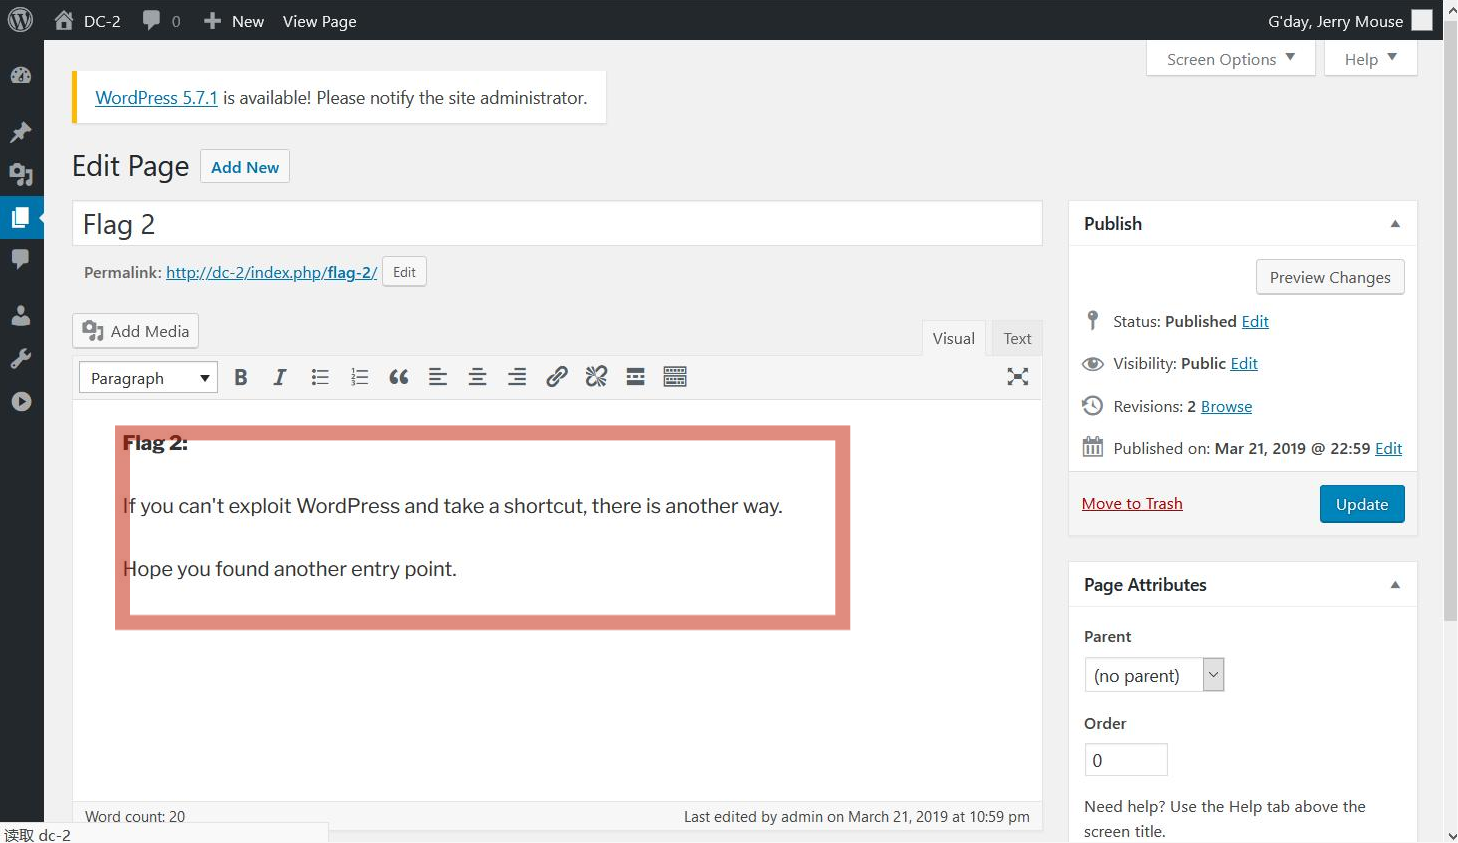 DC-2 0 New View Page G'day, Jerry Mouse
Screen Options Help
WordPress 5.7.1 is available! Please notify the site administrator.
Edit Page Add New
Flag 2
Permalink: http://dc-2/index.php/flag-2/ Edit
Add Media
Visual Text
Paragraph
Flag 2:
If you can't exploit WordPress and take a shortcut, there is another way.
Hope you found another entry point.
Word count: 20
Last edited by admin on March 21, 2019 at 10:59 pm
读取 dc-2
Publish
Preview Changes
Status: Published Edit
Visibility: Public Edit
Revisions: 2 Browse
Published on: Mar 21, 2019 @ 22:59 Edit
Move to Trash Update
Page Attributes
Parent
(no parent)
Order
0
Need help? Use the Help tab above the
screen title.